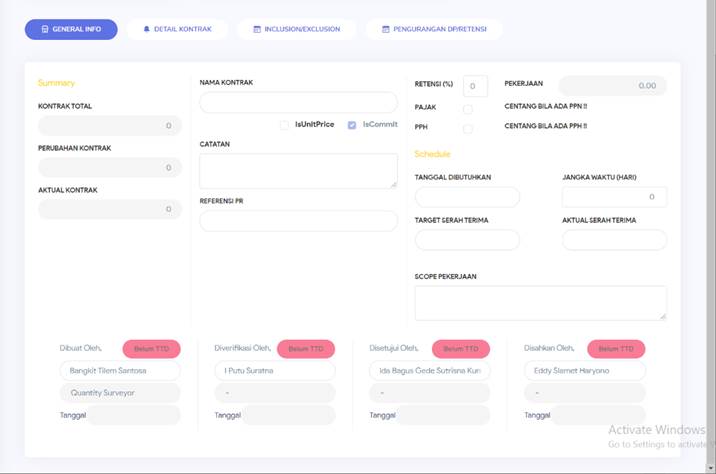 GENERAL INFO
DETAIL KONTRAK
INCLUSION/EXCLUSION
PENGURANGAN DP/RETENSI
Summary
KONTRAK TOTAL
0
PERUBAHAN KONTRAK
0
AKTUAL KONTRAK
0
NAMA KONTRAK
IsUnitPrice
IsCommit
CATATAN
REFERENSI PR
RETENSI (%)
0
PEKERJAAN
0.00
PAJAK
CENTANG BILA ADA PPN !!
PPH
CENTANG BILA ADA PPH !!
Schedule
TANGGAL DIBUTUHKAN
JANGKA WAKTU (HARI)
0
TARGET SERAH TERIMA
AKTUAL SERAH TERIMA
SCOPE PEKERJAAN
Dibuat Oleh,
Belum TTD
Bangkit Tilem Santosa
Quantity Surveyor
Tanggal
Diverifikasi Oleh,
Belum TTD
I Putu Suratna
-
Tanggal
Disetujui Oleh,
Belum TTD
Ida Bagus Gede Sutrisna
-
Tanggal
Disahkan Oleh,
Belum TTD
Eddy Slamet Haryono
-
Tanggal
Activate Windows
Go to Settings to activate